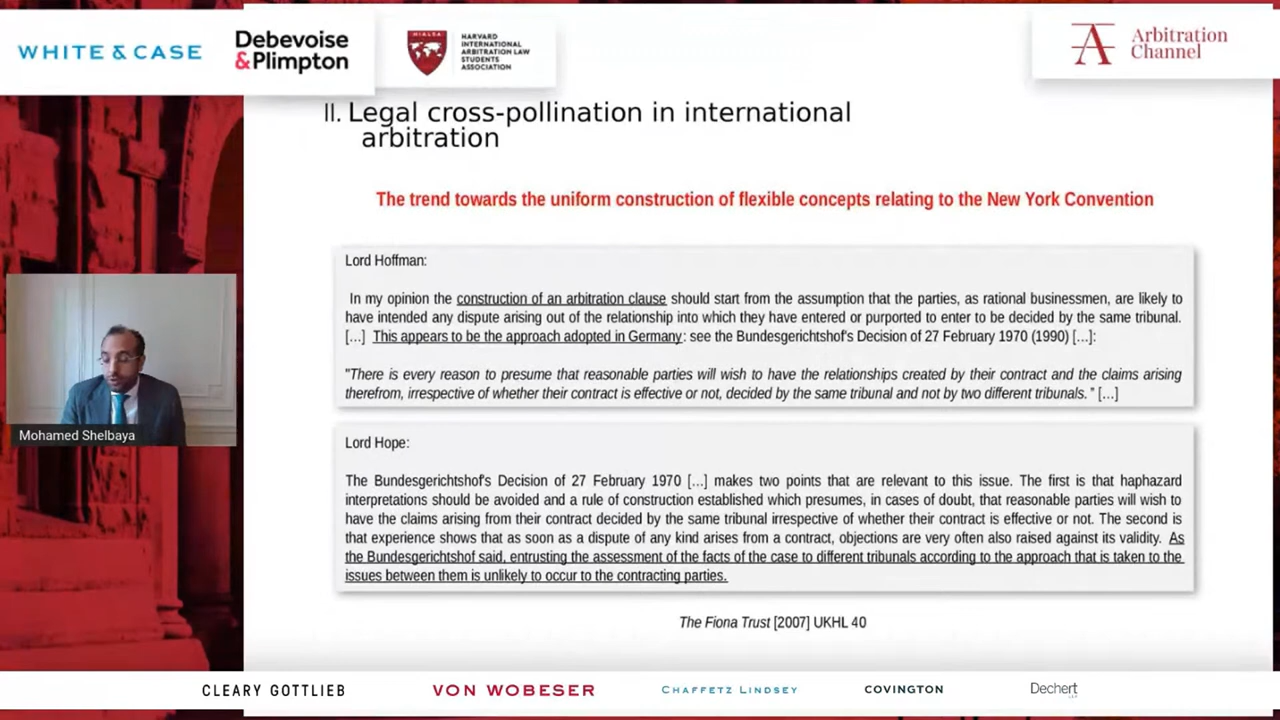 WHITE & CASE
Debevoise
&Plimpton
HIALSA
HARVARD
INTERNATIONAL
ARBITRATION LAW
STUDENTS
ASSOCIATION
Arbitration
Channel
II. Legal cross-pollination in international
arbitration
The trend towards the uniform construction of flexible concepts relating to the New York Convention
Lord Hoffman:
In my opinion the construction of an arbitration clause should start from the assumption that the parties, as rational businessmen, are likely to
have intended any dispute arising out of the relationship into which they have entered or purported to enter to be decided by the same tribunal.
[…] This appears to be the approach adopted in Germany: see the Bundesgerichtshof's Decision of 27 February 1970 (1990) […]:
"There is every reason to presume that reasonable parties will wish to have the relationships created by their contract and the claims arising
therefrom, irrespective of whether their contract is effective or not, decided by the same tribunal and not by two different tribunals." […]
Lord Hope:
The Bundesgerichtshof's Decision of 27 February 1970 […] makes two points that are relevant to this issue. The first is that haphazard
interpretations should be avoided and a rule of construction established which presumes, in cases of doubt, that reasonable parties will wish to
have the claims arising from their contract decided by the same tribunal irrespective of whether their contract is effective or not. The second is
that experience shows that as soon as a dispute of any kind arises from a contract, objections are very often also raised against its validity. As
the Bundesgerichtshof said, entrusting the assessment of the facts of the case to different tribunals according to the approach that is taken to the
issues between them is unlikely to occur to the contracting parties.
The Fiona Trust [2007] UKHL 40
Mohamed Shelbaya
CLEARY GOTTLIEB
VON WOBESER
CHAFFETZ LINDSEY
COVINGTON
Dechert